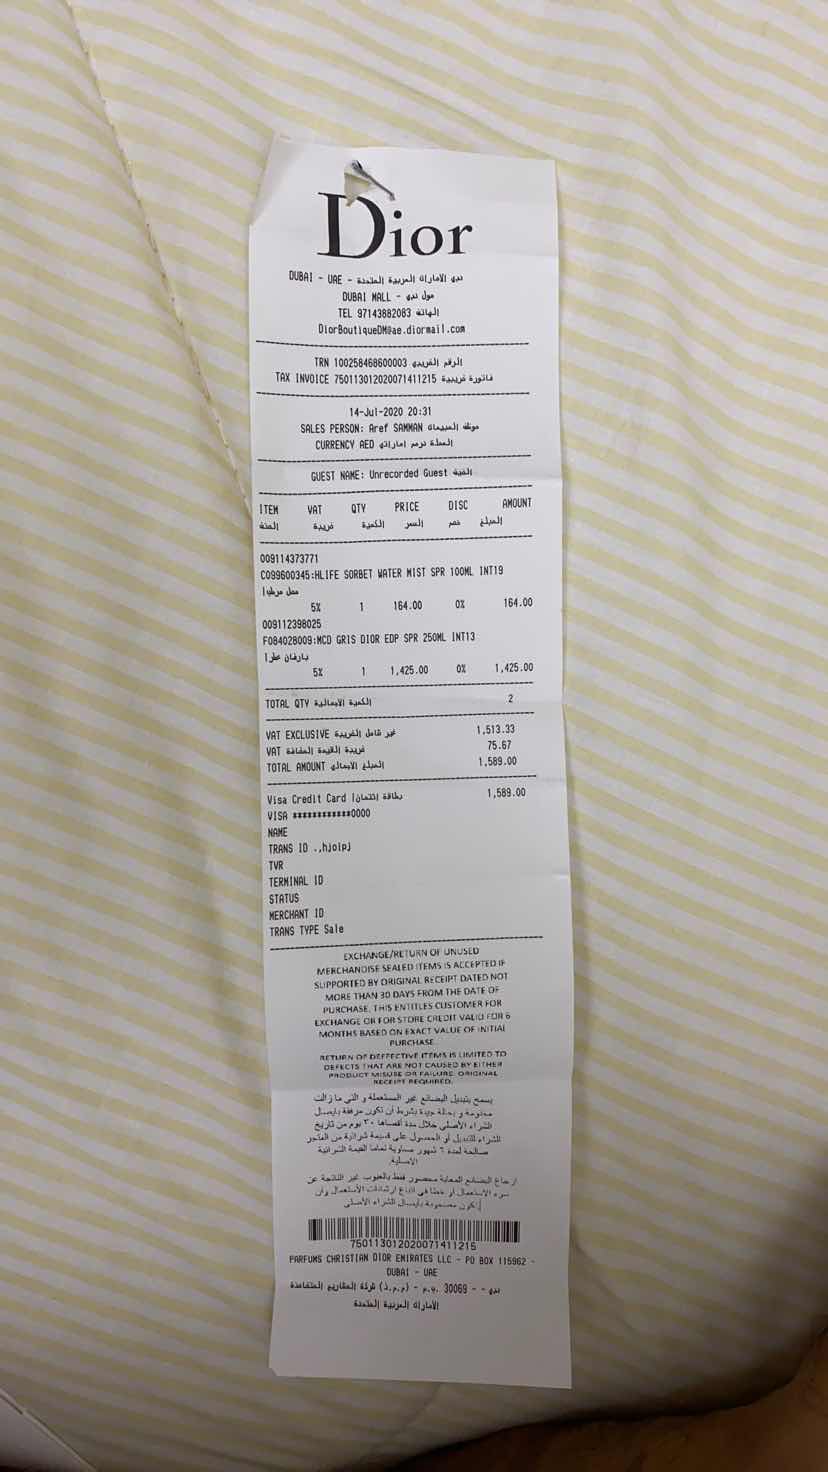 Dior
DUBAI - UAE - دبي الامارات العربية المتحدة
DUBAI MALL - مول دبي
TEL 97143882083 الهاتف
DiorBoutiqueDM@ae.diormail.com
TRN 100258468600003 الرقم الضريبي
TAX INVOICE 750113012020071411215 فاتورة ضريبية
14-Jul-2020 20:31
SALES PERSON: Aref SAMMAN موظف المبيعات
CURRENCY AED العملة درهم اماراتي
GUEST NAME: Unrecorded Guest الضيف
ITEM VAT QTY PRICE DISC AMOUNT
الصنف ضريبة الكمية السعر خصم المبلغ
009114373771
C099600345:HLIFE SORBET WATER MIST SPR 100ML INT19
5% 1 164.00 0% 164.00
009112398025
F084028009:MCD GRIS DIOR EDP SPR 250ML INT13
بارفان عطر
5% 1 1,425.00 0% 1,425.00
TOTAL QTY الكمية الاجمالية 2
VAT EXCLUSIVE غير شامل الضريبة 1,513.33
VAT ضريبة القيمة المضافة 75.67
TOTAL AMOUNT المبلغ الاجمالي 1,589.00
Visa Credit Card بطاقة إئتمان 1,589.00
VISA ************0000
NAME
TRANS ID .,hjolpj
TVR
TERMINAL ID
STATUS
MERCHANT ID
TRANS TYPE Sale
EXCHANGE/RETURN OF UNUSED
MERCHANDISE SEALED ITEMS IS ACCEPTED IF
SUPPORTED BY ORIGINAL RECEIPT DATED NOT
MORE THAN 30 DAYS FROM THE DATE OF
PURCHASE. THIS ENTITLES CUSTOMER FOR
EXCHANGE OR FOR STORE CREDIT VALID FOR 6
MONTHS BASED ON EXACT VALUE OF INITIAL
PURCHASE.
RETURN OF DEFFECTIVE ITEMS IS LIMITED TO
DEFECTS THAT ARE NOT CAUSED BY EITHER
PRODUCT MISUSE OR FAILURE. ORIGINAL
RECEIPT REQUIRED.
يسمح بتبديل البضائع غير المستعملة و التي ما زالت
مختومة و بحالة جيدة بشرط أن تكون مرفقة بايصال
الشراء الأصلي خلال مدة أقصاها ٣٠ يوم من تاريخ
الشراء للتبديل أو الحصول على قسيمة شرائية من المتجر
صالحة لمدة ٦ شهور مساوية تماما القيمة الشرائية
الأصلية.
ارجاع البضائع المعابة محصور فقط بالعيوب غير الناتجة عن
سوء الاستعمال أو خطأ في اتباع ارشادات الأستعمال وأن
تكون مصحوبة بأيصال الشراء الأصلي
750113012020071411215
PARFUMS CHRISTIAN DIOR EMIRATES LLC - PO BOX 115962 -
DUBAI - UAE
دبي - - 30069 ص.ب. - (ذ.م.م) شركة المشاريع المتضامنة
الأمارات العربية المتحدة